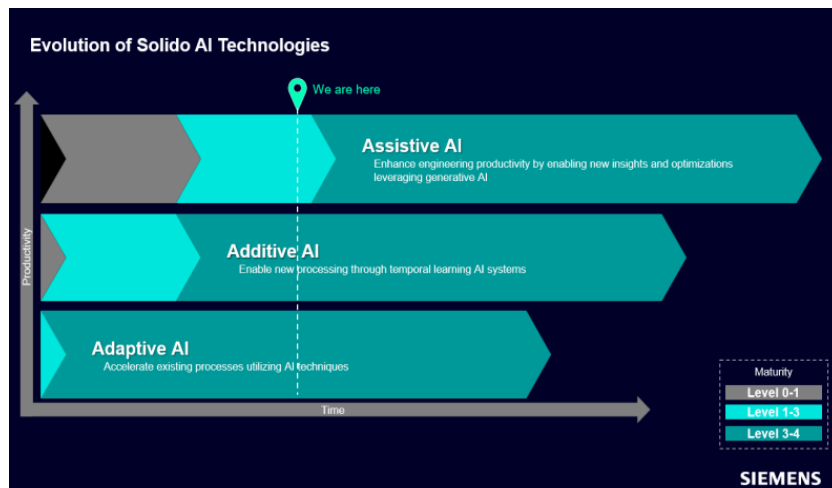 Evolution of Solido AI Technologies
We are here
Assistive AI
Enhance engineering productivity by enabling new insights and optimizations
leveraging generative AI
Additive AI
Enable new processing through temporal learning AI systems
Productivity
Adaptive AI
Accelerate existing processes utilizing AI techniques
Time
Maturity
Level 0-1
Level 1-3
Level 3-4
SIEMENS